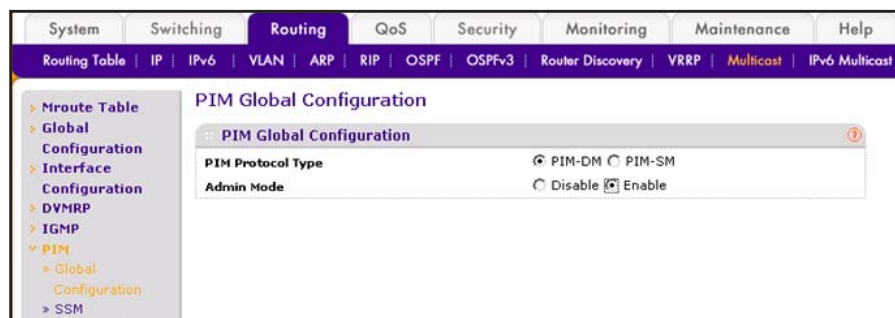 System Switching Routing QoS Security Monitoring Maintenance Help
Routing Table | IP | IPv6 | VLAN | ARP | RIP | OSPF | OSPFv3 | Router Discovery | VRRP | Multicast | IPv6 Multicast
Mroute Table
Global
Configuration
Interface
Configuration
DVMRP
IGMP
PIM
Global
Configuration
SSM
PIM Global Configuration
PIM Global Configuration
PIM Protocol Type PIM-DM PIM-SM
Admin Mode Disable Enable